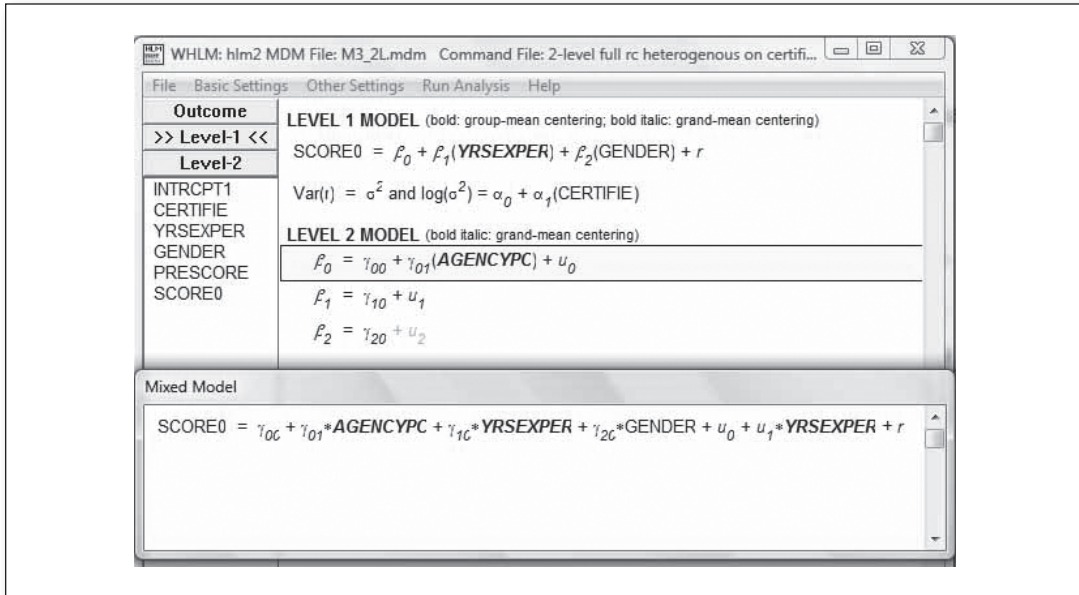 WHLM: hlm2 MDM File: M3_2L.mdm Command File: 2-level full rc heterogenous on certifi...
File Basic Settings Other Settings Run Analysis Help
Outcome
>> Level-1 <<
Level-2
INTRCPT1
CERTIFIE
YRSEXPER
GENDER
PRESCORE
SCORE0
LEVEL 1 MODEL (bold: group-mean centering; bold italic: grand-mean centering)
SCORE0 = β₀ + β₁(YRSEXPER) + β₂(GENDER) + r
Var(r) = σ² and log(σ²) = α₀ + α₁(CERTIFIE)
LEVEL 2 MODEL (bold italic: grand-mean centering)
β₀ = γ₀₀ + γ₀₁(AGENCYPC) + u₀
β₁ = γ₁₀ + u₁
β₂ = γ₂₀ + u₂
Mixed Model
SCORE0 = γ₀₀ + γ₀₁*AGENCYPC + γ₁₀*YRSEXPER + γ₂₀*GENDER + u₀ + u₁*YRSEXPER + r